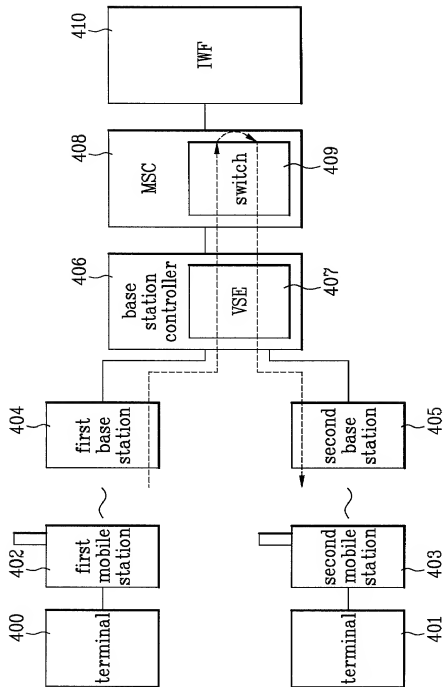 410
IWF
408
MSC
switch
409
406
base
station
controller
VSE
407
404
first
base
station
second
base
station
405
402
first
mobile
station
second
mobile
station
403
400
terminal
terminal
401